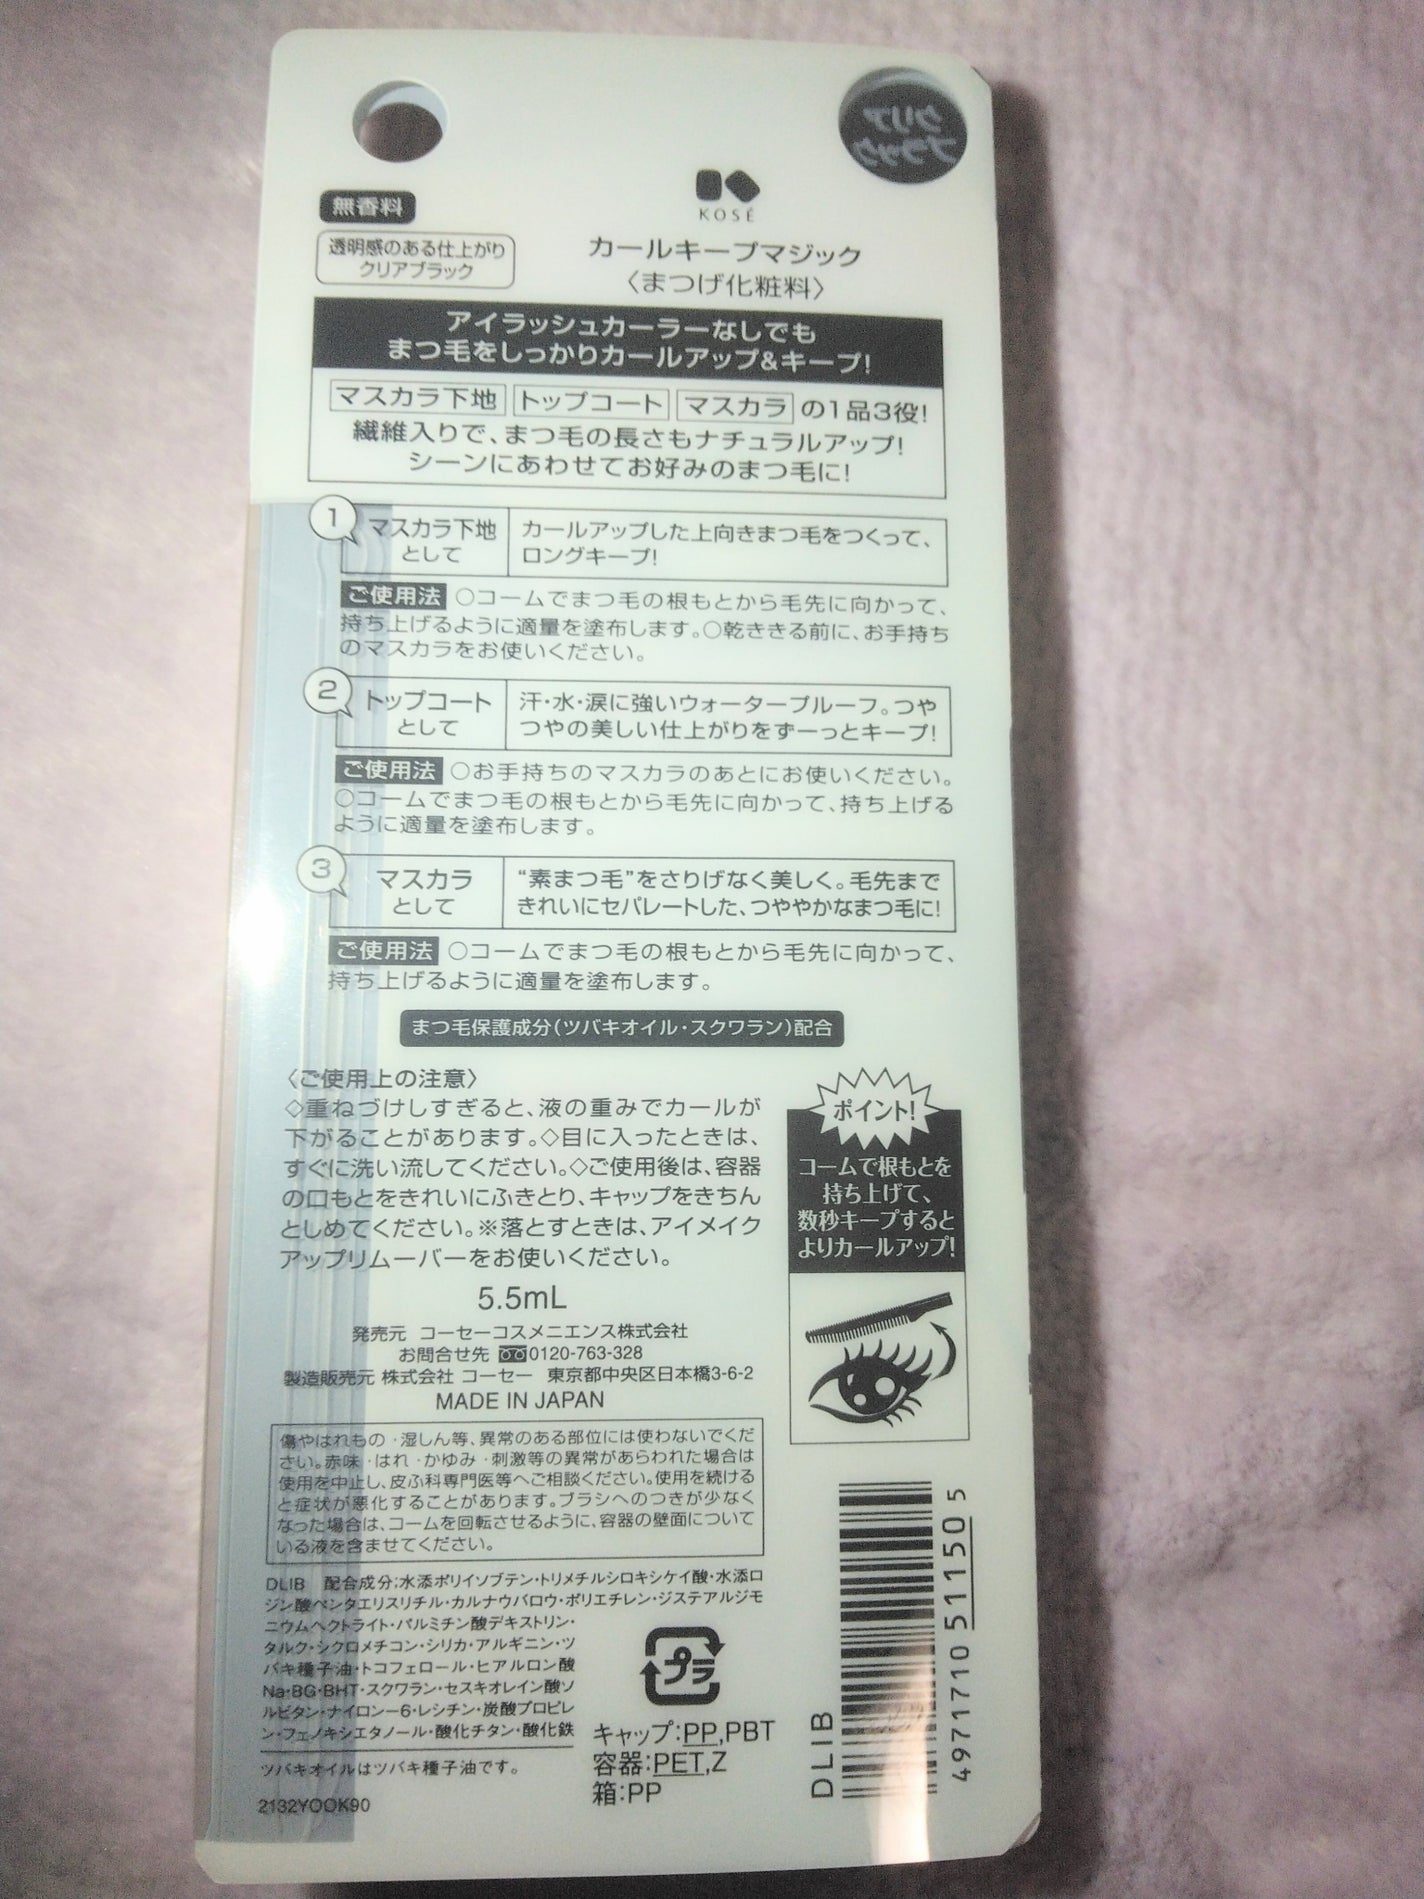 クリア
ブラック
KOSÉ
無香料
透明感のある仕上がり
クリアブラック
カールキープマジック
〈まつげ化粧料〉
アイラッシュカーラーなしでも
まつ毛をしっかりカールアップ&キープ!
マスカラ下地 トップコート マスカラ の1品3役!
繊維入りで、まつ毛の長さもナチュラルアップ!
シーンにあわせてお好みのまつ毛に!
1 マスカラ下地
として
カールアップした上向きまつ毛をつくって、
ロングキープ!
ご使用法 ○コームでまつ毛の根もとから毛先に向かって、
持ち上げるように適量を塗布します。○乾ききる前に、お手持ち
のマスカラをお使いください。
2 トップコート
として
汗・水・涙に強いウォータープルーフ。つや
つやの美しい仕上がりをずーっとキープ!
ご使用法 ○お手持ちのマスカラのあとにお使いください。
○コームでまつ毛の根もとから毛先に向かって、持ち上げる
ように適量を塗布します。
3 マスカラ
として
“素まつ毛”をさりげなく美しく。毛先まで
きれいにセパレートした、つややかなまつ毛に!
ご使用法 ○コームでまつ毛の根もとから毛先に向かって、
持ち上げるように適量を塗布します。
まつ毛保護成分(ツバキオイル・スクワラン)配合
〈ご使用上の注意〉
◇重ねづけしすぎると、液の重みでカールが
下がることがあります。◇目に入ったときは、
すぐに洗い流してください。◇ご使用後は、容器
の口もとをきれいにふきとり、キャップをきちん
としめてください。※落とすときは、アイメイク
アップリムーバーをお使いください。
5.5mL
発売元 コーセーコスメニエンス株式会社
お問合せ先 0120-763-328
製造販売元 株式会社 コーセー 東京都中央区日本橋3-6-2
MADE IN JAPAN
ポイント!
コームで根もとを
持ち上げて、
数秒キープすると
よりカールアップ!
傷やはれもの・湿しん等、異常のある部位には使わないでくだ
さい。赤味・はれ・かゆみ・刺激等の異常があらわれた場合は
使用を中止し、皮ふ科専門医等へご相談ください。使用を続ける
と症状が悪化することがあります。ブラシへのつきが少なく
なった場合は、コームを回転させるように、容器の壁面について
いる液を含ませてください。
DLIB 配合成分:水添ポリイソブテン・トリメチルシロキシケイ酸・水添ロ
ジン酸ペンタエリスリチル・カルナウバロウ・ポリエチレン・ジステアルジモ
ニウムヘクトライト・パルミチン酸デキストリン・
タルク・シクロメチコン・シリカ・アルギニン・ツ
バキ種子油・トコフェロール・ヒアルロン酸
Na・BG・BHT・スクワラン・セスキオレイン酸ソ
ルビタン・ナイロン-6・レシチン・炭酸プロピレ
ン・フェノキシエタノール・酸化チタン・酸化鉄
ツバキオイルはツバキ種子油です。
2132YOOK90
プラ
キャップ:PP,PBT
容器:PET,Z
箱:PP
DLIB
4971710 511505